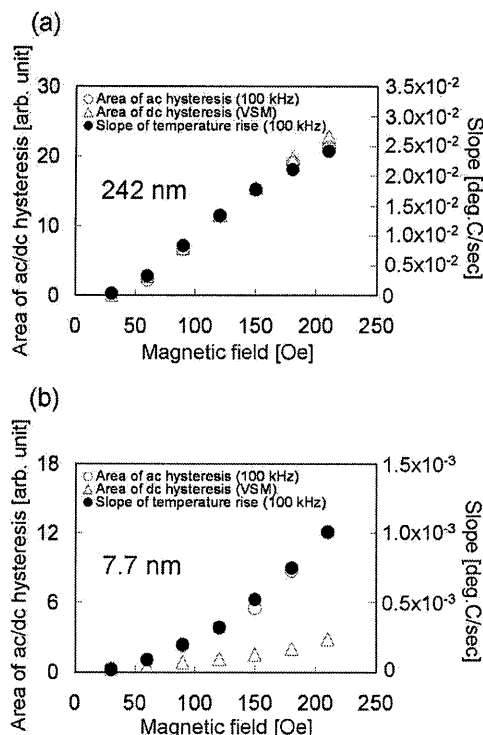 (a)
Area of ac/dc hysteresis [arb. unit]
30
20
10
0
Area of ac hysteresis (100 kHz)
Area of dc hysteresis (VSM)
Slope of temperature rise (100 kHz)
242 nm
3.5x10-2
3.0x10-2
2.5x10-2
2.0x10-2
1.5x10-2
1.0x10-2
0.5x10-2
0
Slope [deg.C/sec]
0 50 100 150 200 250
Magnetic field [Oe]
(b)
Area of ac/dc hysteresis [arb. unit]
18
12
6
0
Area of ac hysteresis (100 kHz)
Area of dc hysteresis (VSM)
Slope of temperature rise (100 kHz)
7.7 nm
1.5x10-3
1.0x10-3
0.5x10-3
0
Slope [deg.C/sec]
0 50 100 150 200 250
Magnetic field [Oe]